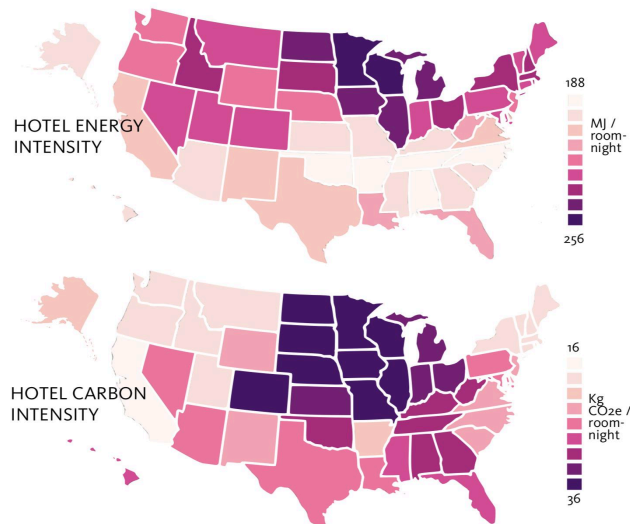 HOTEL ENERGY
INTENSITY
188
MJ /
room-
night
256
HOTEL CARBON
INTENSITY
16
Kg
CO2e /
room-
night
36